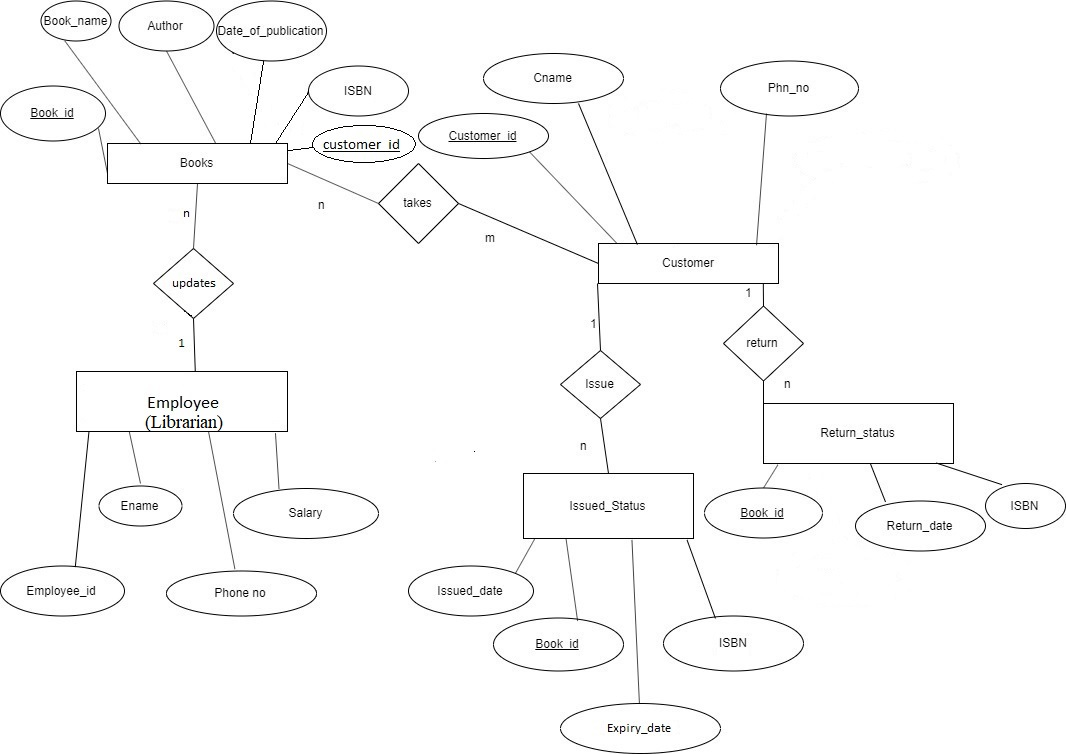 Book_name
Author
Date_of_publication
ISBN
Book_id
customer_id
Books
Cname
Phn_no
Customer_id
n
takes
m
n
updates
1
Customer
1
1
return
n
Issue
n
Employee
(Librarian)
Return_status
Ename
Salary
Employee_id
Phone no
Issued_Status
Book_id
Return_date
ISBN
Issued_date
Book_id
ISBN
Expiry_date